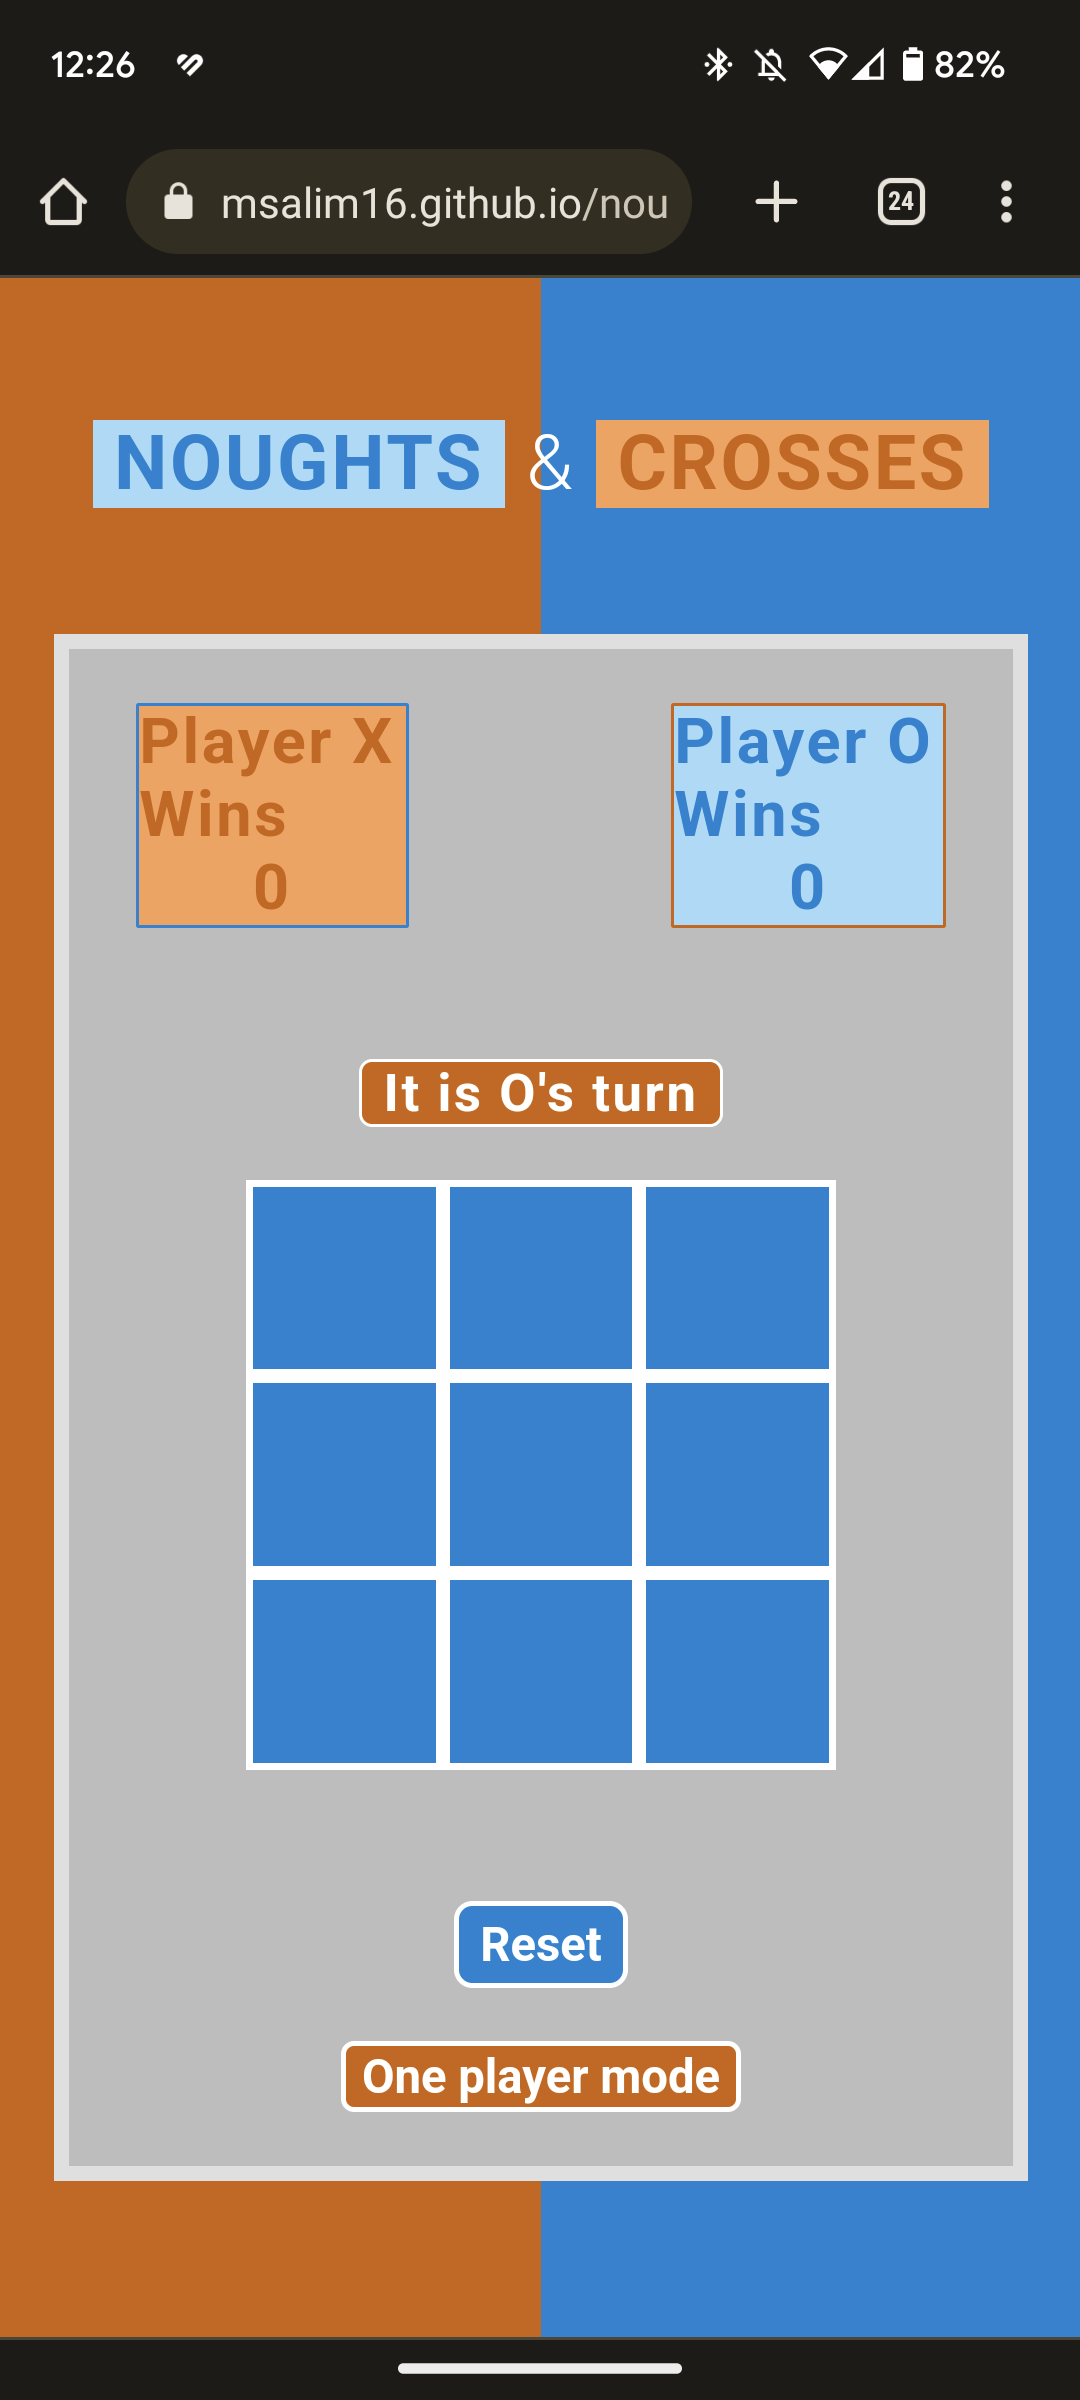 12:26
82%
msalim16.github.io/nou
24
NOUGHTS & CROSSES
Player X
Wins
0
Player O
Wins
0
It is O's turn
Reset
One player mode